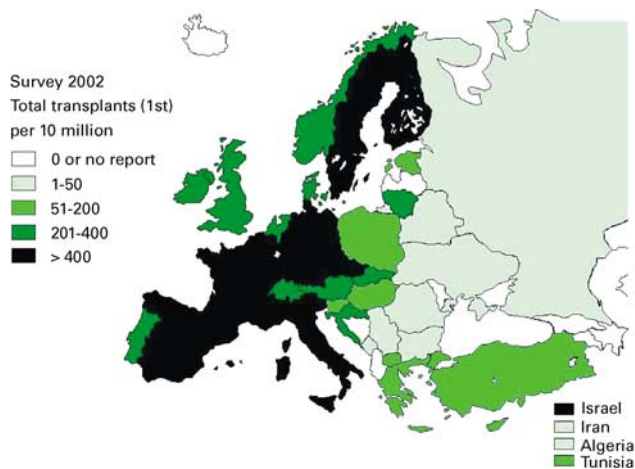 Survey 2002
Total transplants (1st)
per 10 million
0 or no report
1-50
51-200
201-400
> 400
Israel
Iran
Algeria
Tunisia